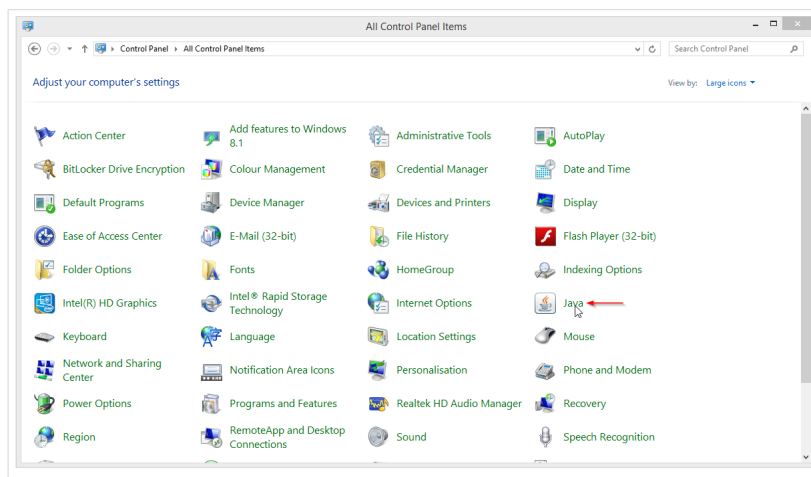 All Control Panel Items
Control Panel All Control Panel Items
Search Control Panel
Adjust your computer's settings
View by: Large icons
Action Center
Add features to Windows
8.1
Administrative Tools
AutoPlay
BitLocker Drive Encryption
Colour Management
Credential Manager
Date and Time
Default Programs
Device Manager
Devices and Printers
Display
Ease of Access Center
E-Mail (32-bit)
File History
Flash Player (32-bit)
Folder Options
Fonts
HomeGroup
Indexing Options
Intel(R) HD Graphics
Intel® Rapid Storage
Technology
Internet Options
Java
Keyboard
Language
Location Settings
Mouse
Network and Sharing
Center
Notification Area Icons
Personalisation
Phone and Modem
Power Options
Programs and Features
Realtek HD Audio Manager
Recovery
Region
RemoteApp and Desktop
Connections
Sound
Speech Recognition